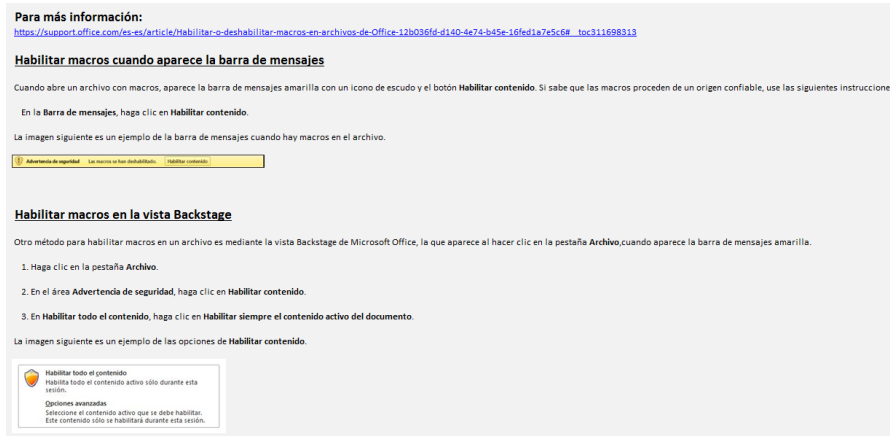 Para más información:
https://support.office.com/es-es/article/Habilitar-o-deshabilitar-macros-en-archivos-de-Office-12b036fd-d140-4e74-b45e-16fed1a7e5c6#__toc311698313
Habilitar macros cuando aparece la barra de mensajes
Cuando abre un archivo con macros, aparece la barra de mensajes amarilla con un icono de escudo y el botón Habilitar contenido. Si sabe que las macros proceden de un origen confiable, use las siguientes instruccione
En la Barra de mensajes, haga clic en Habilitar contenido.
La imagen siguiente es un ejemplo de la barra de mensajes cuando hay macros en el archivo.
Advertencia de seguridad Las macros se han deshabilitado. Habilitar contenido
Habilitar macros en la vista Backstage
Otro método para habilitar macros en un archivo es mediante la vista Backstage de Microsoft Office, la que aparece al hacer clic en la pestaña Archivo,cuando aparece la barra de mensajes amarilla.
1. Haga clic en la pestaña Archivo.
2. En el área Advertencia de seguridad, haga clic en Habilitar contenido.
3. En Habilitar todo el contenido, haga clic en Habilitar siempre el contenido activo del documento.
La imagen siguiente es un ejemplo de las opciones de Habilitar contenido.
Habilitar todo el contenido
Habilita todo el contenido activo sólo durante esta
sesión.
Opciones avanzadas
Seleccione el contenido activo que se debe habilitar.
Este contenido sólo se habilitará durante esta sesión.